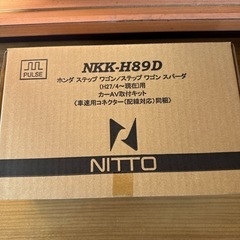 PULSE
NKK-H89D
ホンダ ステップ ワゴン/ステップ ワゴン スパーダ
(H27/4〜現在)用
カーAV取付キット
〈車速用コネクター(配線対応)同梱〉
NITTO